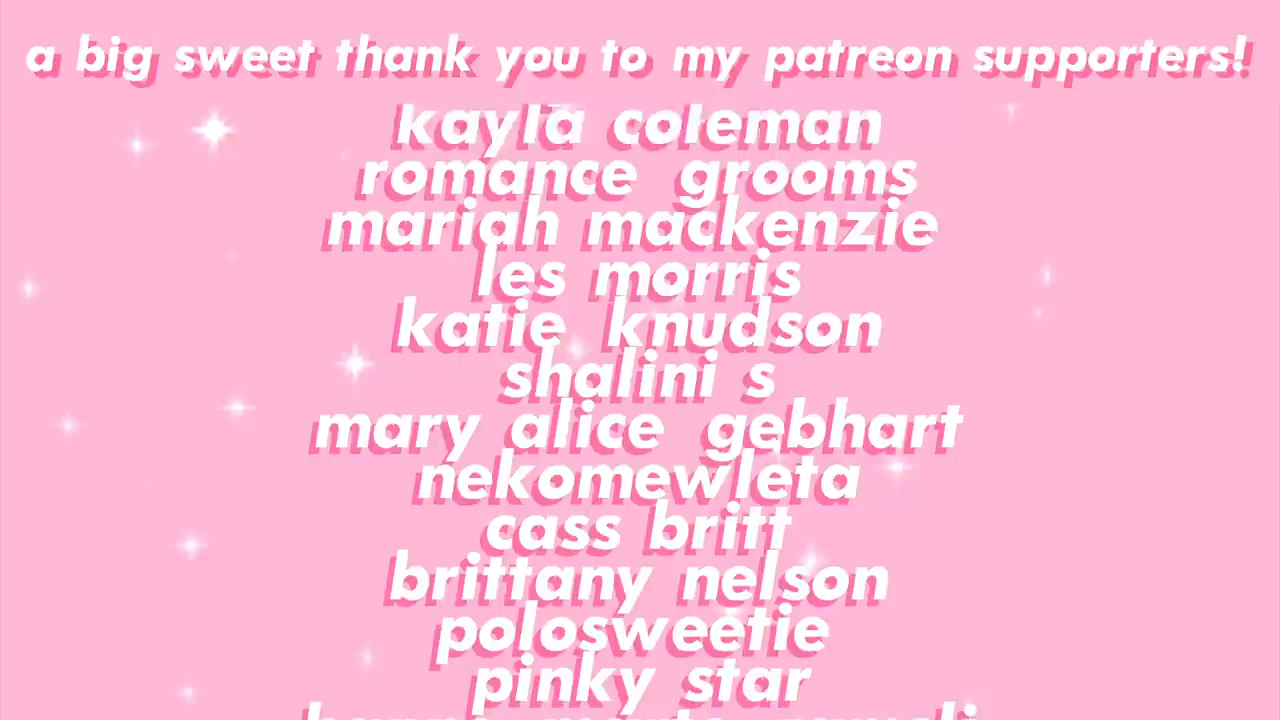 a big sweet thank you to my patreon supporters!
kayla coleman
romance grooms
mariah mackenzie
les morris
katie knudson
shalini s
mary alice gebhart
nekomewleta
cass britt
brittany nelson
polosweetie
pinky star